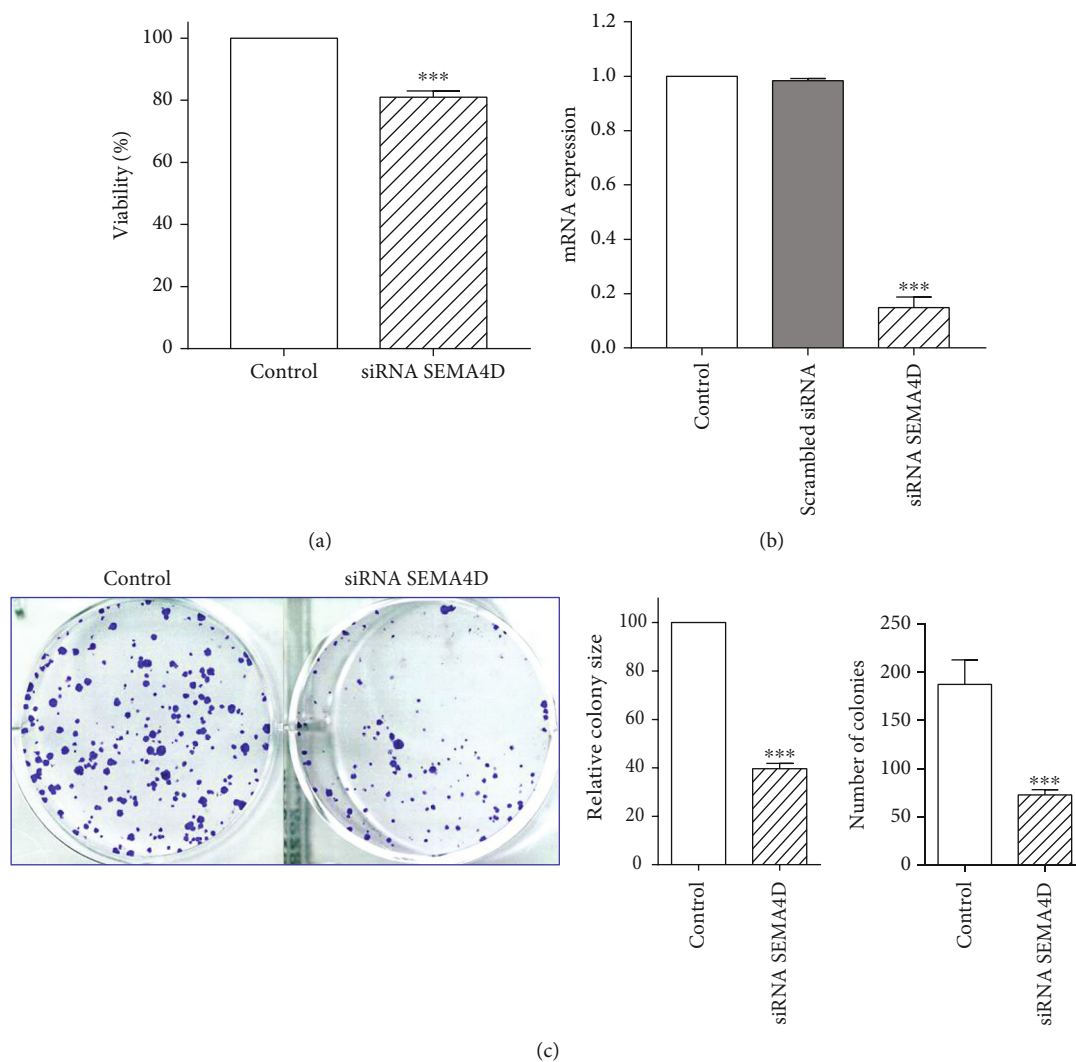 100
80
60
40
20
0
Viability (%)
***
Control
siRNA SEMA4D
(a)
1.2
1.0
0.8
0.6
0.4
0.2
0.0
mRNA expression
***
Control
Scrambled siRNA
siRNA SEMA4D
(b)
Control
siRNA SEMA4D
100
80
60
40
20
0
Relative colony size
***
Control
siRNA SEMA4D
250
200
150
100
50
0
Number of colonies
***
Control
siRNA SEMA4D
(c)